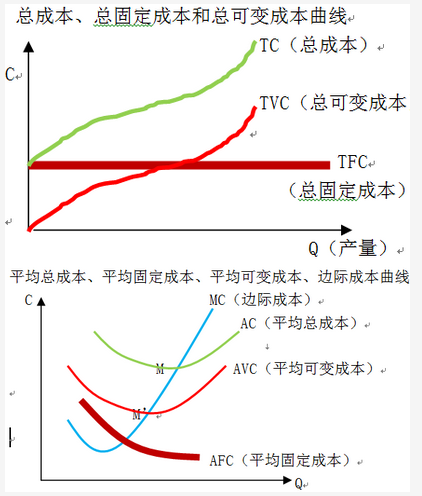 总成本、总固定成本和总可变成本曲线
TC（总成本）
C
TVC（总可变成本
TFC
（总固定成本）
Q（产量）
平均总成本、平均固定成本、平均可变成本、边际成本曲线
C
MC（边际成本）
AC（平均总成本）
M
AVC（平均可变成本）
M'
AFC（平均固定成本）
Q